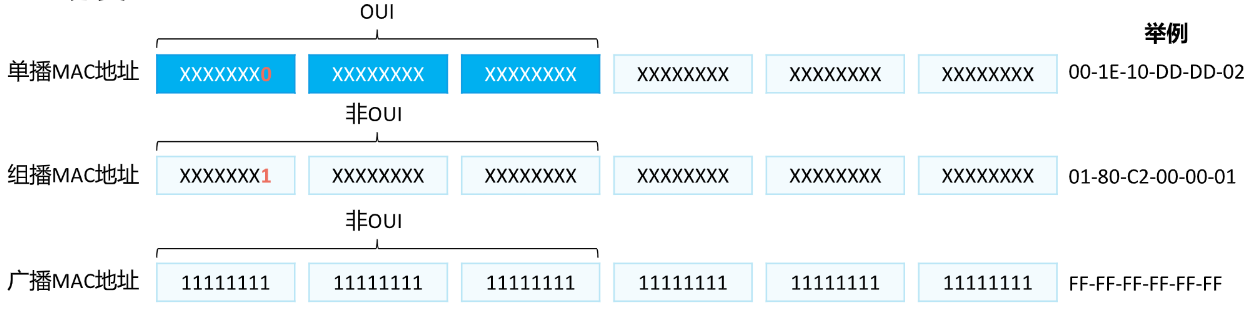 OUI
举例
单播MAC地址 XXXXXXX0 XXXXXXXX XXXXXXXX XXXXXXXX XXXXXXXX XXXXXXXX 00-1E-10-DD-DD-02
非OUI
组播MAC地址 XXXXXXX1 XXXXXXXX XXXXXXXX XXXXXXXX XXXXXXXX XXXXXXXX 01-80-C2-00-00-01
非OUI
广播MAC地址 11111111 11111111 11111111 11111111 11111111 11111111 FF-FF-FF-FF-FF-FF